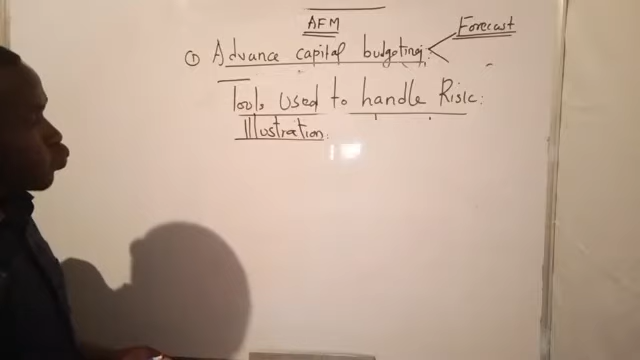 AFM
① Advance capital budgeting: Forecast
Tools Used to handle Risk:
Illustration: